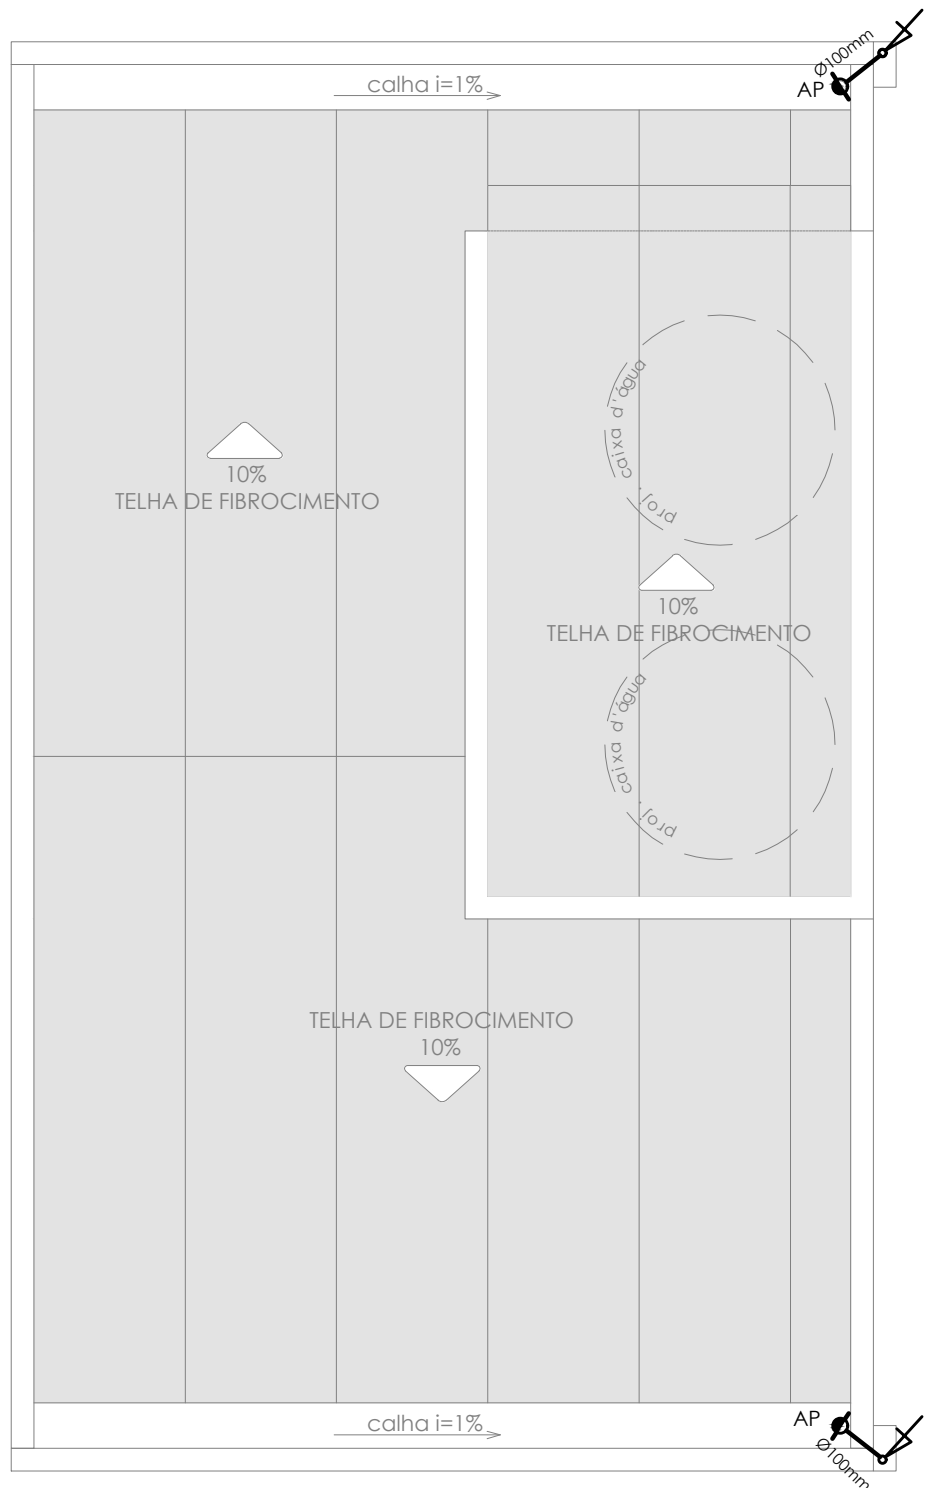 Ø100mm
calha i=1%
AP
proj. caixa d'água
10%
TELHA DE FIBROCIMENTO
10%
TELHA DE FIBROCIMENTO
proj. caixa d'água
TELHA DE FIBROCIMENTO
10%
calha i=1%
AP
Ø100mm